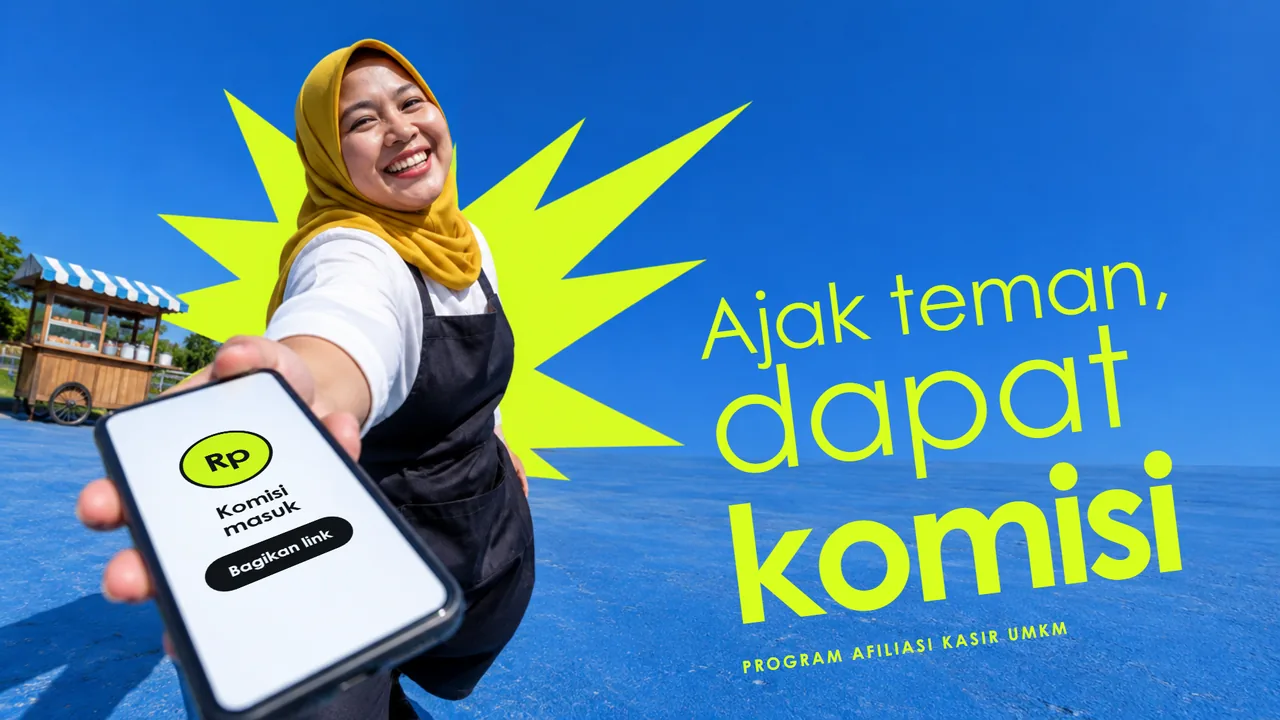 Rp
Komisi
masuk
Bagikan link
Ajak teman,
dapat
komisi
PROGRAM AFILIASI KASIR UMKM